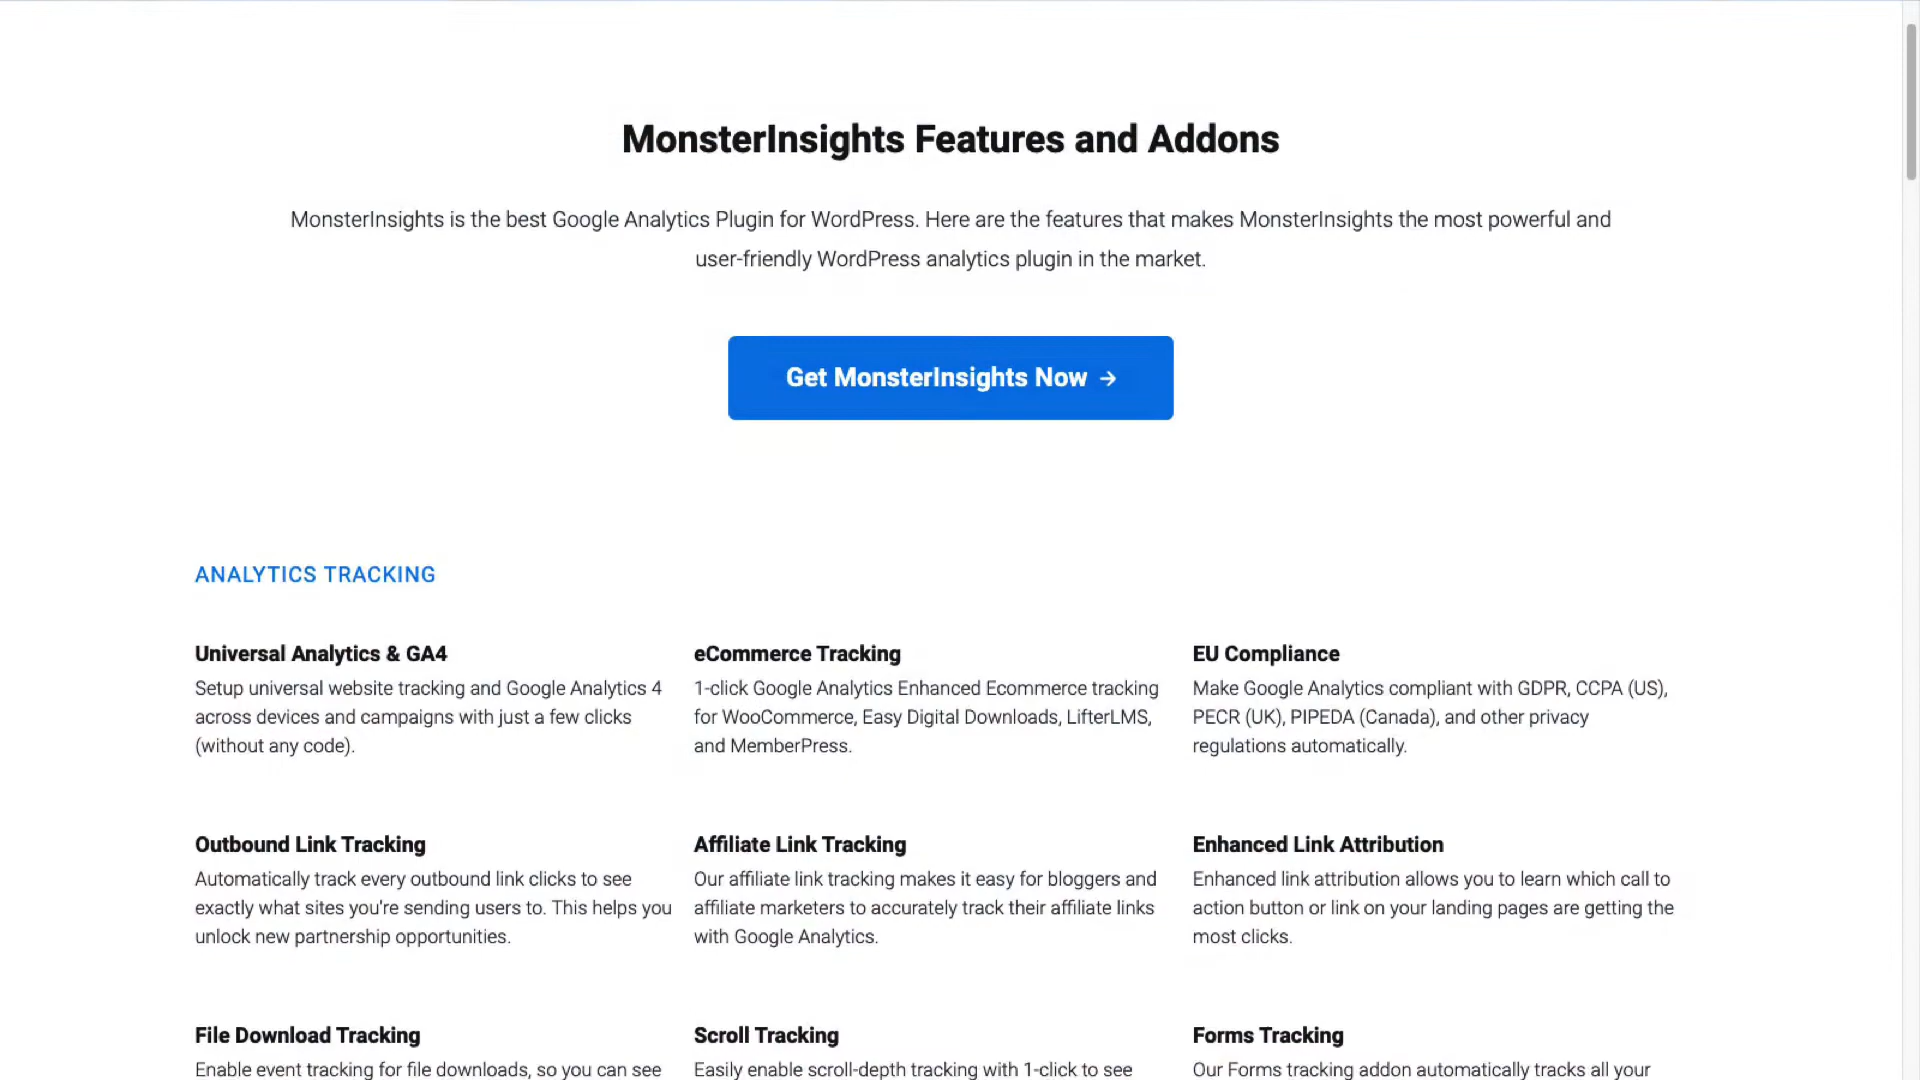 MonsterInsights Features and Addons
MonsterInsights is the best Google Analytics Plugin for WordPress. Here are the features that makes MonsterInsights the most powerful and
user-friendly WordPress analytics plugin in the market.
Get MonsterInsights Now →
ANALYTICS TRACKING
Universal Analytics & GA4
Setup universal website tracking and Google Analytics 4
across devices and campaigns with just a few clicks
(without any code).
eCommerce Tracking
1-click Google Analytics Enhanced Ecommerce tracking
for WooCommerce, Easy Digital Downloads, LifterLMS,
and MemberPress.
EU Compliance
Make Google Analytics compliant with GDPR, CCPA (US),
PECR (UK), PIPEDA (Canada), and other privacy
regulations automatically.
Outbound Link Tracking
Automatically track every outbound link clicks to see
exactly what sites you're sending users to. This helps you
unlock new partnership opportunities.
Affiliate Link Tracking
Our affiliate link tracking makes it easy for bloggers and
affiliate marketers to accurately track their affiliate links
with Google Analytics.
Enhanced Link Attribution
Enhanced link attribution allows you to learn which call to
action button or link on your landing pages are getting the
most clicks.
File Download Tracking
Enable event tracking for file downloads, so you can see
Scroll Tracking
Easily enable scroll-depth tracking with 1-click to see
Forms Tracking
Our Forms tracking addon automatically tracks all your